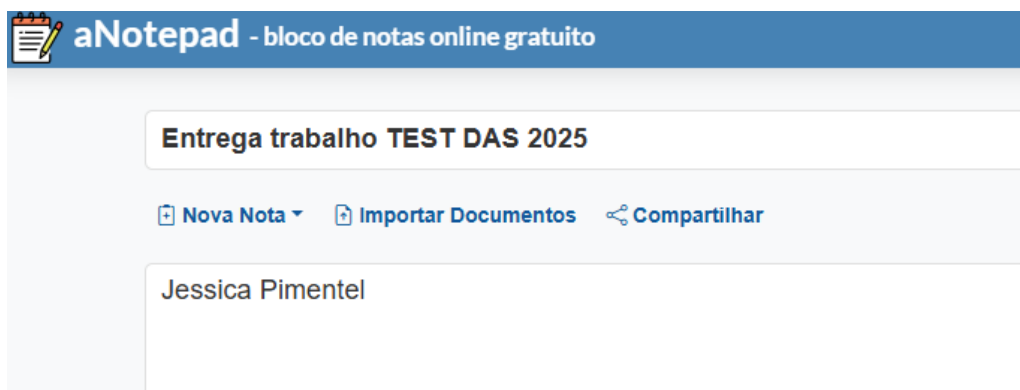 aNotepad - bloco de notas online gratuito
Entrega trabalho TEST DAS 2025
Nova Nota Importar Documentos Compartilhar
Jessica Pimentel